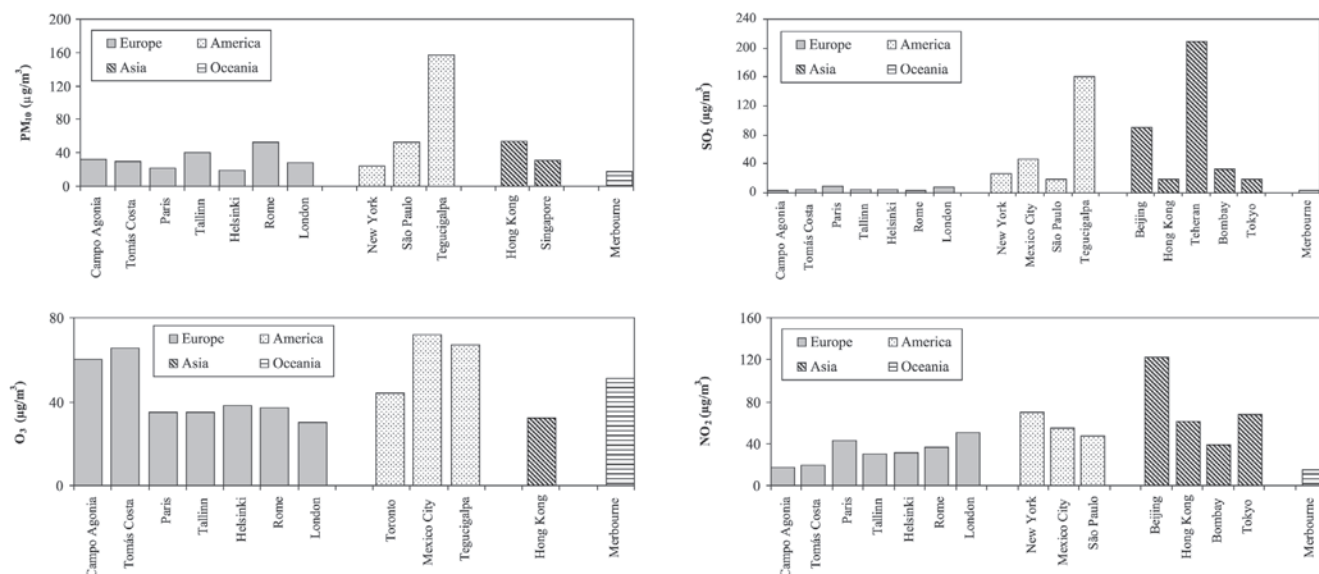 PM₁₀ (µg/m³)
200
160
120
80
40
0
Europe America
Asia Oceania
Campo Agonia
Tomás Costa
Paris
Tallinn
Helsinki
Rome
London
New York
São Paulo
Tegucigalpa
Hong Kong
Singapore
Merbourne
SO₂ (µg/m³)
240
200
160
120
80
40
0
Europe America
Asia Oceania
Campo Agonia
Tomás Costa
Paris
Tallinn
Helsinki
Rome
London
New York
Mexico City
São Paulo
Tegucigalpa
Beijing
Hong Kong
Teheran
Bombay
Tokyo
Merbourne
O₃ (µg/m³)
80
40
0
Europe America
Asia Oceania
Campo Agonia
Tomás Costa
Paris
Tallinn
Helsinki
Rome
London
Toronto
Mexico City
Tegucigalpa
Hong Kong
Merbourne
NO₂ (µg/m³)
160
120
80
40
0
Europe America
Asia Oceania
Campo Agonia
Tomás Costa
Paris
Tallinn
Helsinki
Rome
London
New York
Mexico City
São Paulo
Beijing
Hong Kong
Bombay
Tokyo
Merbourne